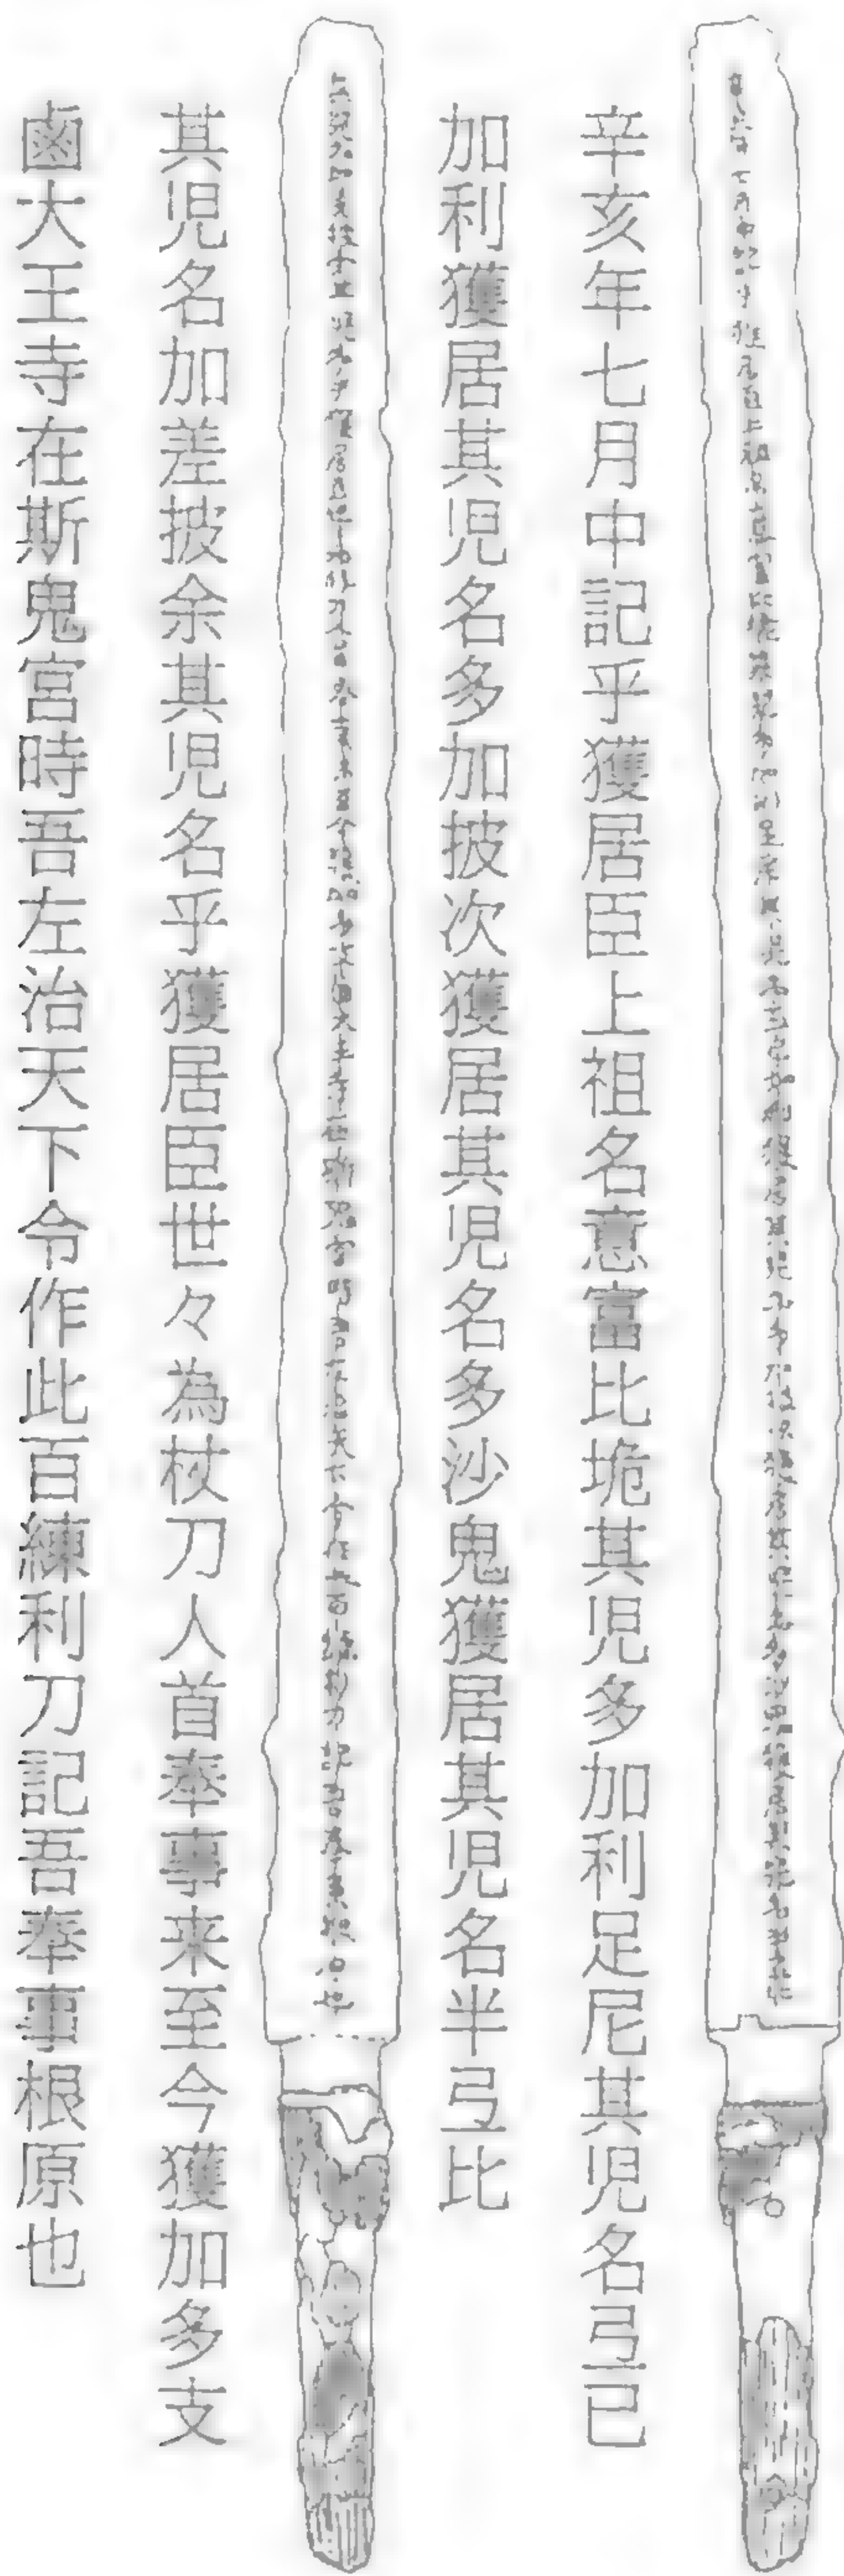 辛亥年七月中記乎獲居臣上祖名意富比垝其児多加利足尼其児名弖已
加利獲居其児名多加披次獲居其児名多沙鬼獲居其児名半弖比
其児名加差披余其児名乎獲居臣世々為杖刀人首奉事来至今獲加多支
鹵大王寺在斯鬼宮時吾左治天下令作此百練利刀記吾奉事根原也